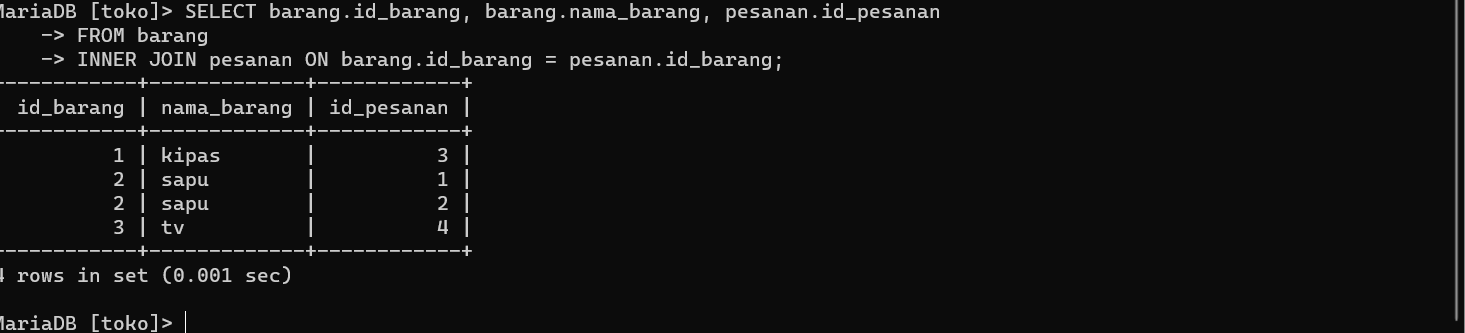 MariaDB [toko]> SELECT barang.id_barang, barang.nama_barang, pesanan.id_pesanan
    -> FROM barang
    -> INNER JOIN pesanan ON barang.id_barang = pesanan.id_barang;
-----------+-------------+------------+
 id_barang | nama_barang | id_pesanan |
-----------+-------------+------------+
         1 | kipas       |          3 |
         2 | sapu        |          1 |
         2 | sapu        |          2 |
         3 | tv          |          4 |
-----------+-------------+------------+
4 rows in set (0.001 sec)
MariaDB [toko]>